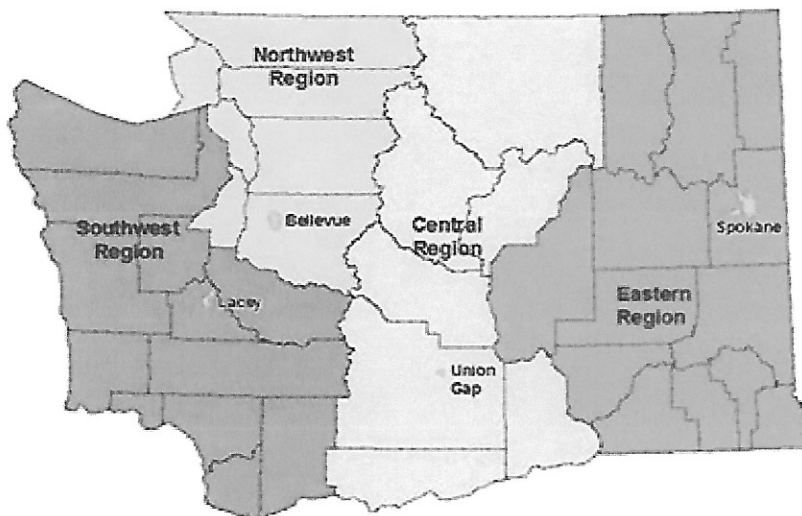 Northwest
Region
Southwest
Region
Bellevue
Central
Region
Spokane
Lacey
Eastern
Region
Union
Gap